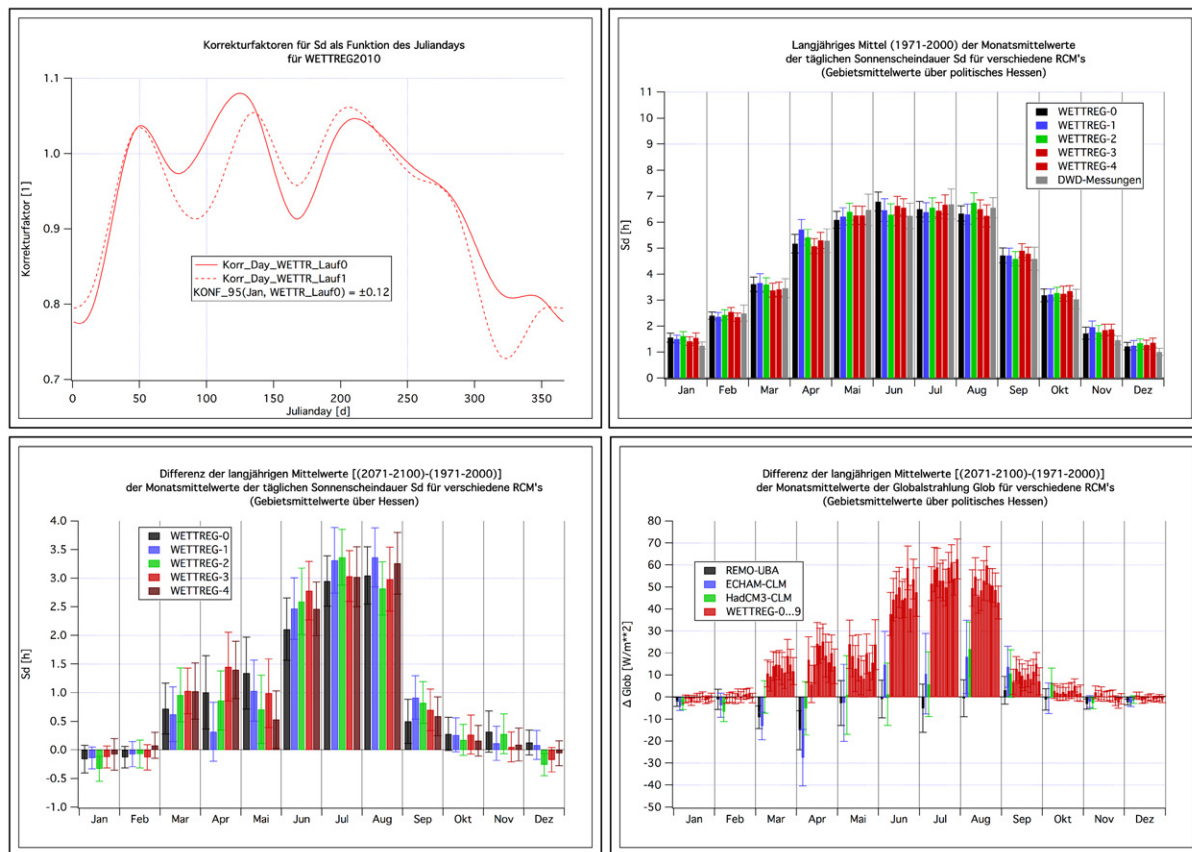 Korrekturfaktoren für Sd als Funktion des Juliandays
für WETTREG2010
Korrekturfaktor [1]
1.1
1.0
0.9
0.8
0.7
Korr_Day_WETTR_Lauf0
Korr_Day_WETTR_Lauf1
KONF_95(Jan, WETTR_Lauf0) = ±0.12
0 50 100 150 200 250 300 350
Julianday [d]
Langjähriges Mittel (1971-2000) der Monatsmittelwerte
der täglichen Sonnenscheindauer Sd für verschiedene RCM's
(Gebietsmittelwerte über politisches Hessen)
Sd [h]
11
10
9
8
7
6
5
4
3
2
1
0
WETTREG-0
WETTREG-1
WETTREG-2
WETTREG-3
WETTREG-4
DWD-Messungen
Jan Feb Mar Apr Mai Jun Jul Aug Sep Okt Nov Dez
Differenz der langjährigen Mittelwerte [(2071-2100)-(1971-2000)]
der Monatsmittelwerte der täglichen Sonnenscheindauer Sd für verschiedene RCM's
(Gebietsmittelwerte über Hessen)
Sd [h]
4.0
3.5
3.0
2.5
2.0
1.5
1.0
0.5
0.0
-0.5
-1.0
WETTREG-0
WETTREG-1
WETTREG-2
WETTREG-3
WETTREG-4
Jan Feb Mar Apr Mai Jun Jul Aug Sep Okt Nov Dez
Differenz der langjährigen Mittelwerte [(2071-2100)-(1971-2000)]
der Monatsmittelwerte der Globalstrahlung Glob für verschiedene RCM's
(Gebietsmittelwerte über politisches Hessen)
Δ Glob [W/m**2]
80
70
60
50
40
30
20
10
0
-10
-20
-30
-40
-50
REMO-UBA
ECHAM-CLM
HadCM3-CLM
WETTREG-0...9
Jan Feb Mar Apr Mai Jun Jul Aug Sep Okt Nov Dez